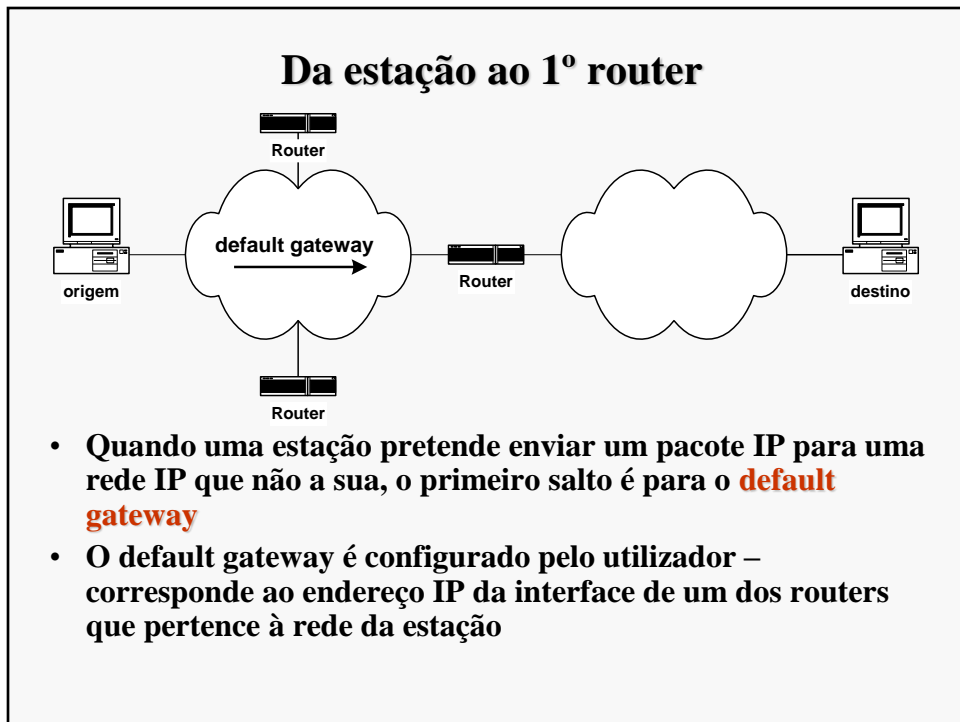 Da estação ao 1º router
Router
default gateway
origem
Router
destino
Router
• Quando uma estação pretende enviar um pacote IP para uma
rede IP que não a sua, o primeiro salto é para o default
gateway
• O default gateway é configurado pelo utilizador –
corresponde ao endereço IP da interface de um dos routers
que pertence à rede da estação